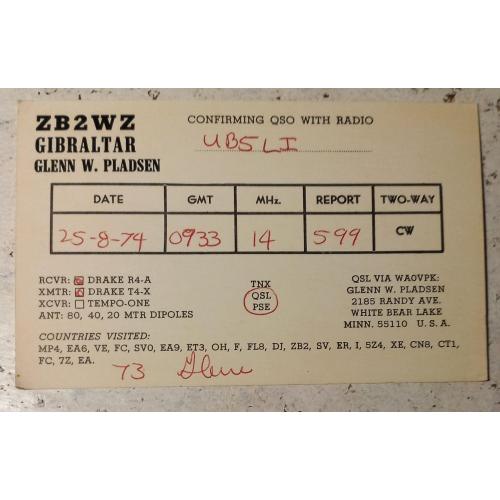 ZB2WZ
GIBRALTAR
GLENN W. PLADSEN
CONFIRMING QSO WITH RADIO
UB5LI
DATE GMT MHz. REPORT TWO-WAY
25-8-74 0933 14 599 CW
RCVR: DRAKE R4-A
XMTR: DRAKE T4-X
XCVR: TEMPO-ONE
ANT: 80, 40, 20 MTR DIPOLES
TNX
QSL
PSE
QSL VIA WA0VPK:
GLENN W. PLADSEN
2185 RANDY AVE.
WHITE BEAR LAKE
MINN. 55110 U. S. A.
COUNTRIES VISITED:
MP4, EA6, VE, FC, SV0, EA9, ET3, OH, F, FL8, DJ, ZB2, SV, ER, I, 5Z4, XE, CN8, CT1,
FC, 7Z, EA.
73 Glenn